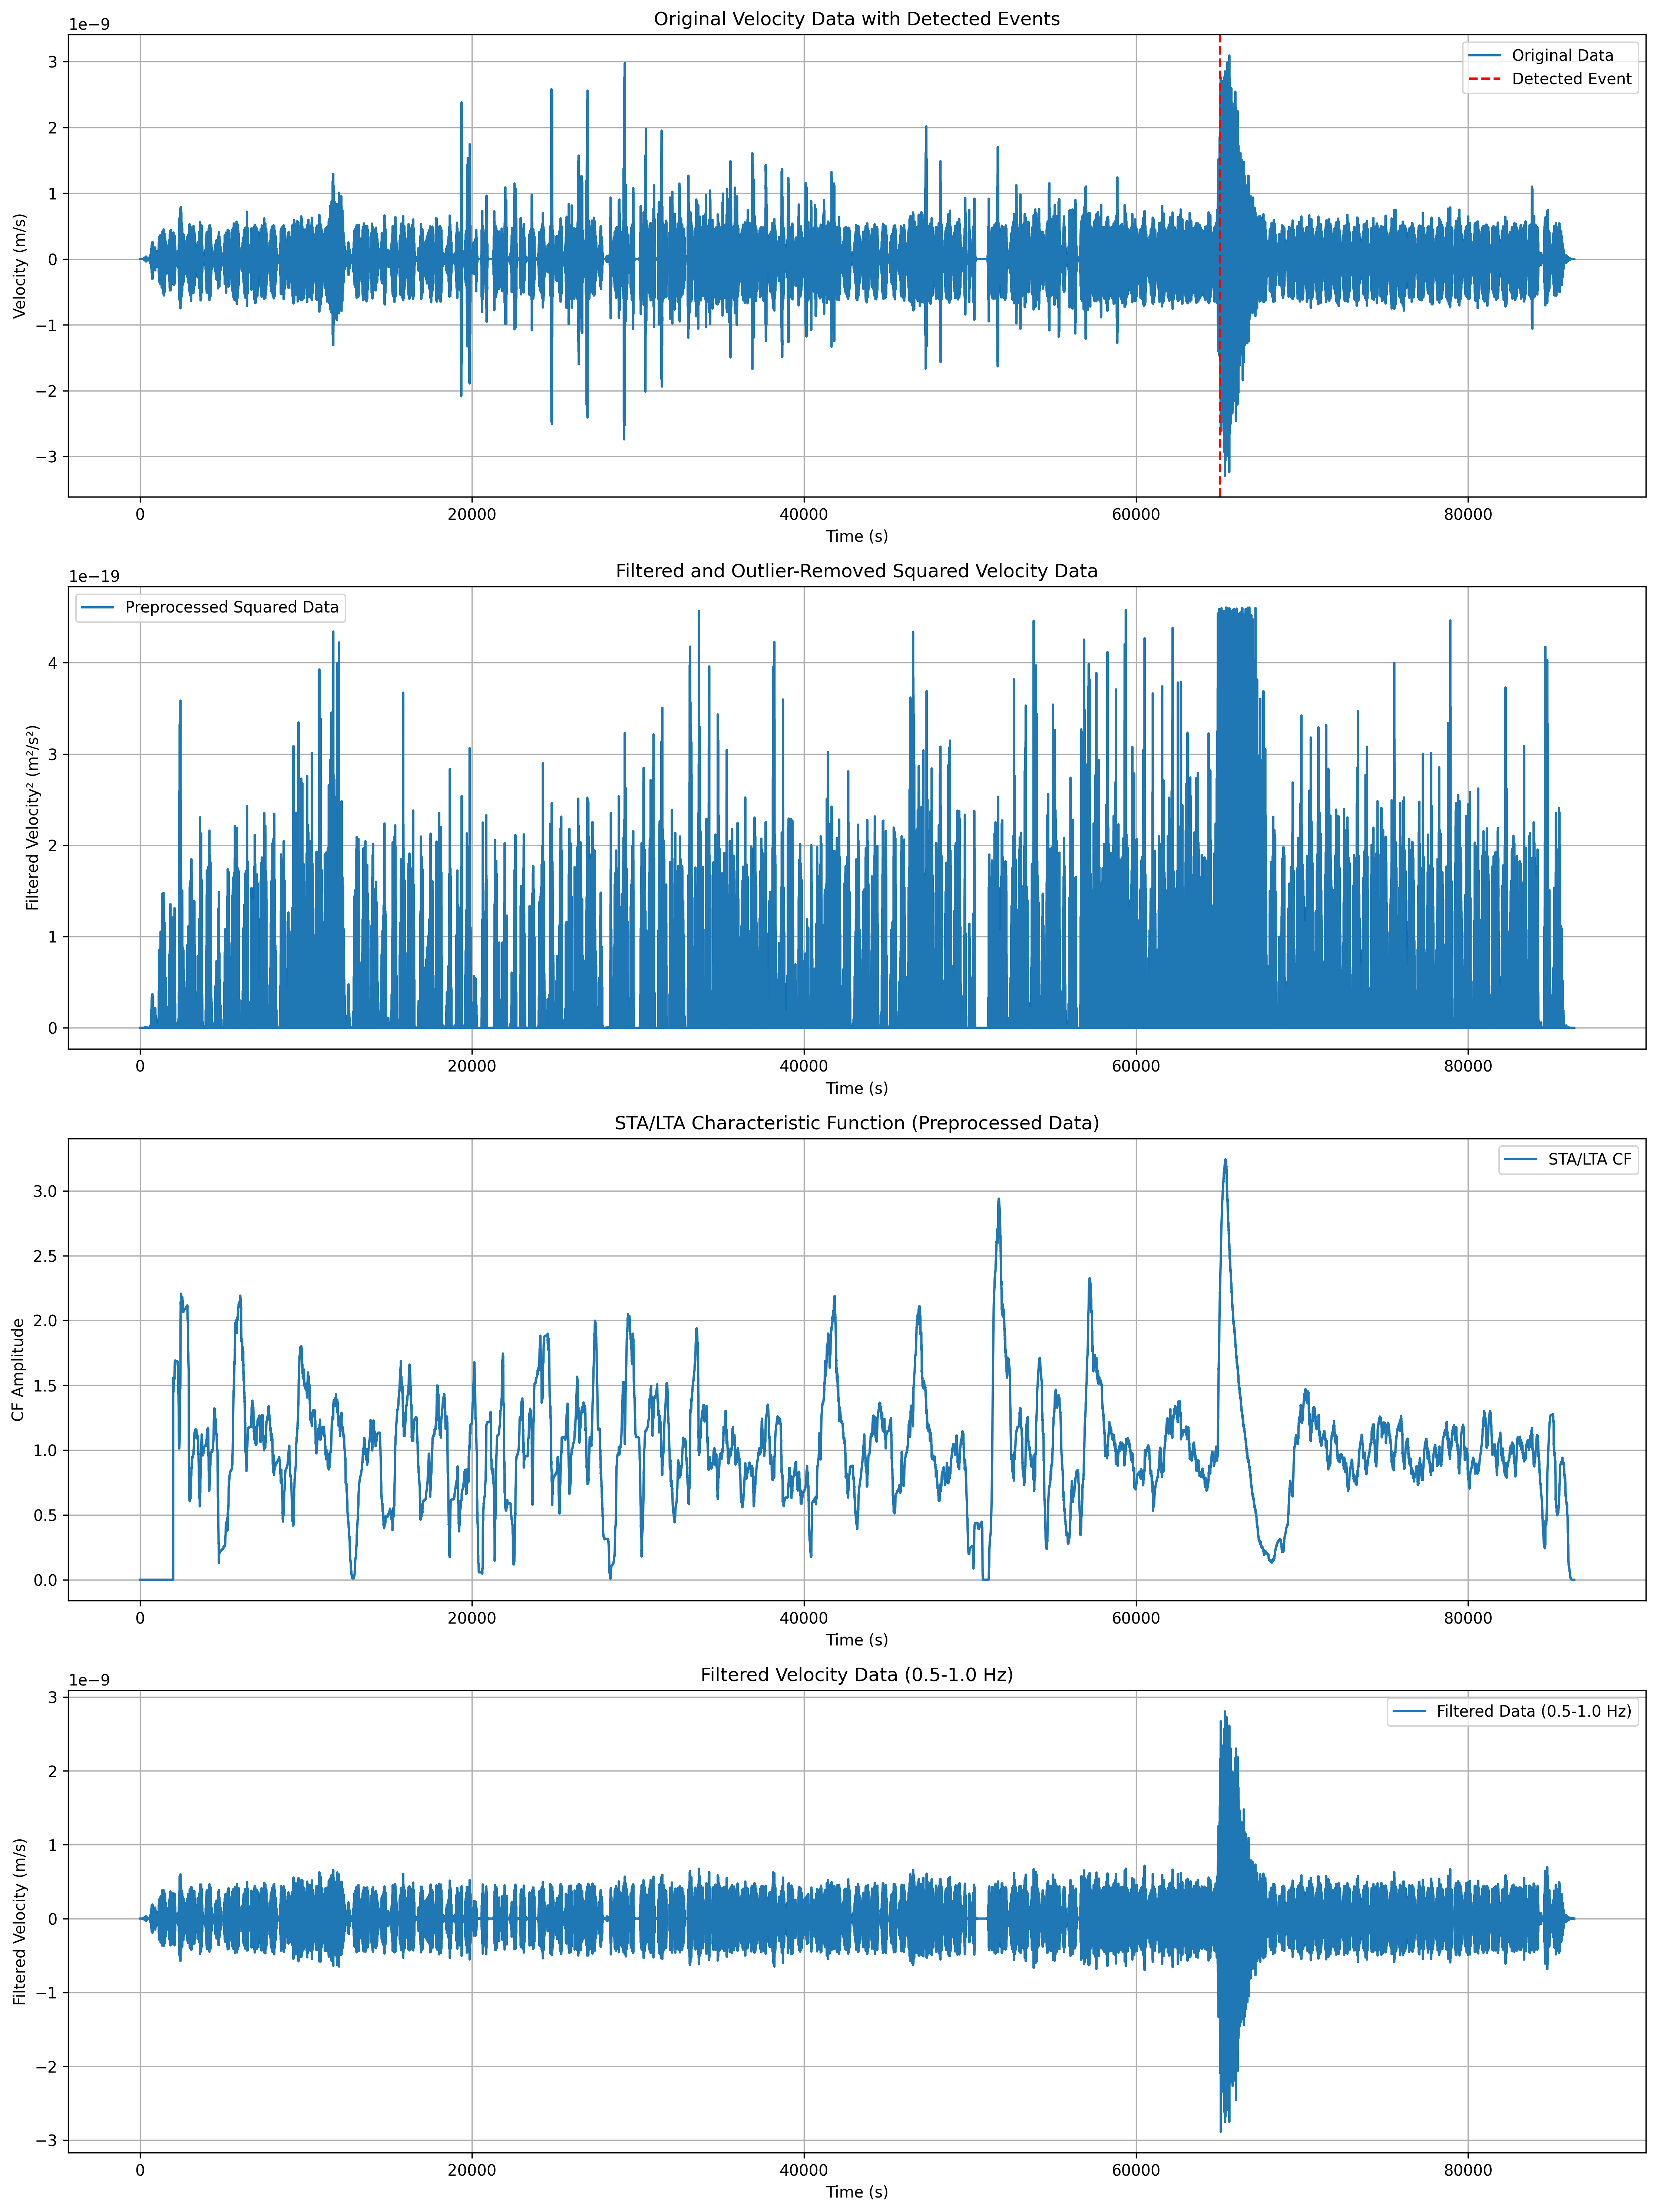 Original Velocity Data with Detected Events
1e−9
Original Data
Detected Event
3
2
1
0
−1
−2
−3
Velocity (m/s)
0
20000
40000
60000
80000
Time (s)
Filtered and Outlier-Removed Squared Velocity Data
1e−19
Preprocessed Squared Data
4
3
2
1
0
Filtered Velocity² (m²/s²)
0
20000
40000
60000
80000
Time (s)
STA/LTA Characteristic Function (Preprocessed Data)
STA/LTA CF
3.0
2.5
2.0
1.5
1.0
0.5
0.0
CF Amplitude
0
20000
40000
60000
80000
Time (s)
Filtered Velocity Data (0.5-1.0 Hz)
1e−9
Filtered Data (0.5-1.0 Hz)
3
2
1
0
−1
−2
−3
Filtered Velocity (m/s)
0
20000
40000
60000
80000
Time (s)